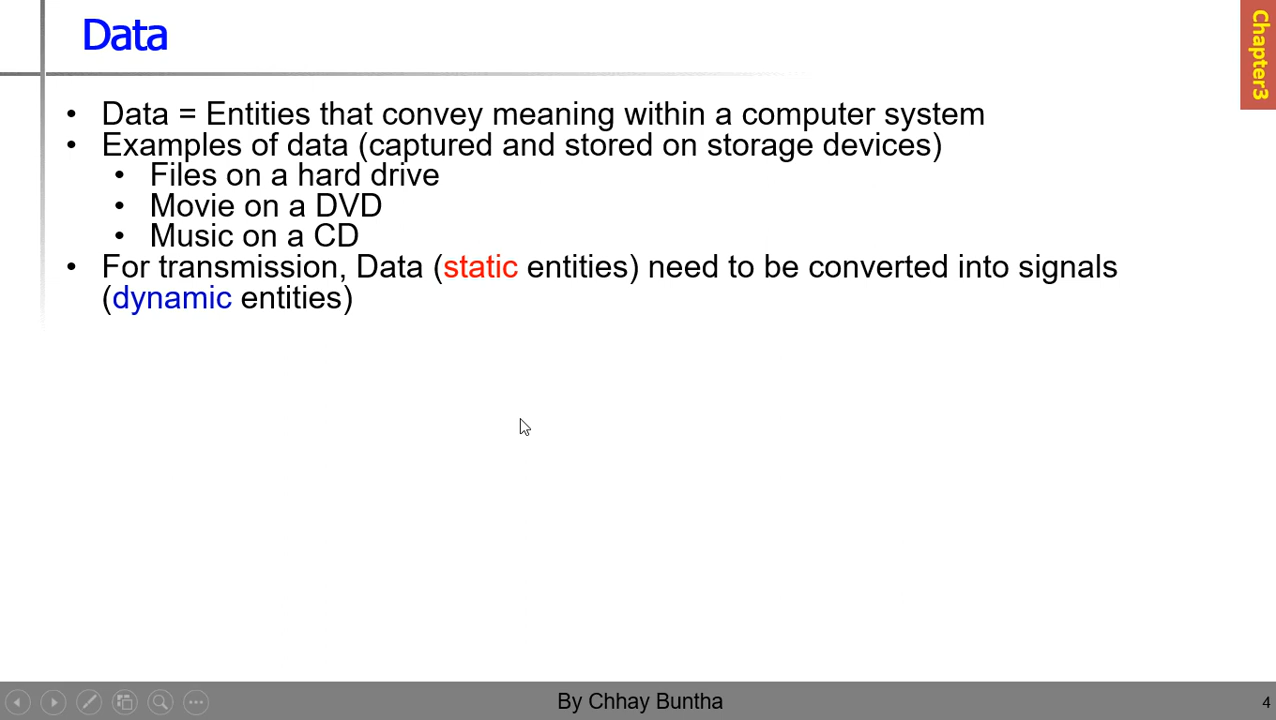 Data
Chapter3
• Data = Entities that convey meaning within a computer system
• Examples of data (captured and stored on storage devices)
• Files on a hard drive
• Movie on a DVD
• Music on a CD
• For transmission, Data (static entities) need to be converted into signals
(dynamic entities)
By Chhay Buntha
4